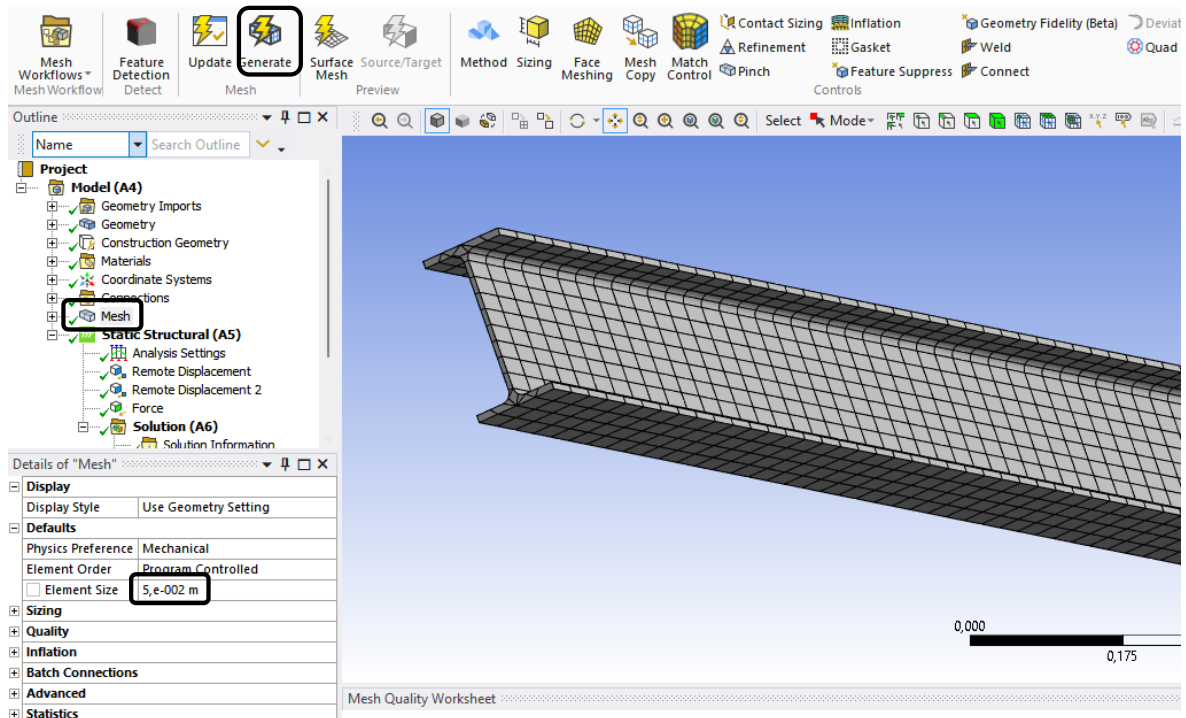 Mesh Workflows
Feature Detection
Update
Generate
Surface Mesh
Source/Target
Method
Sizing
Face Meshing
Mesh Copy
Match Control
Contact Sizing
Inflation
Geometry Fidelity (Beta)
Deviat
Refinement
Gasket
Weld
Quad
Pinch
Feature Suppress
Connect
Mesh Workflow
Detect
Mesh
Preview
Controls
Outline
Name
Search Outline
Select
Mode
Project
Model (A4)
Geometry Imports
Geometry
Construction Geometry
Materials
Coordinate Systems
Connections
Mesh
Static Structural (A5)
Analysis Settings
Remote Displacement
Remote Displacement 2
Force
Solution (A6)
Solution Information
Details of "Mesh"
Display
Display Style Use Geometry Setting
Defaults
Physics Preference Mechanical
Element Order Program Controlled
Element Size 5,e-002 m
Sizing
Quality
Inflation
Batch Connections
Advanced
Statistics
0,000
0,175
Mesh Quality Worksheet